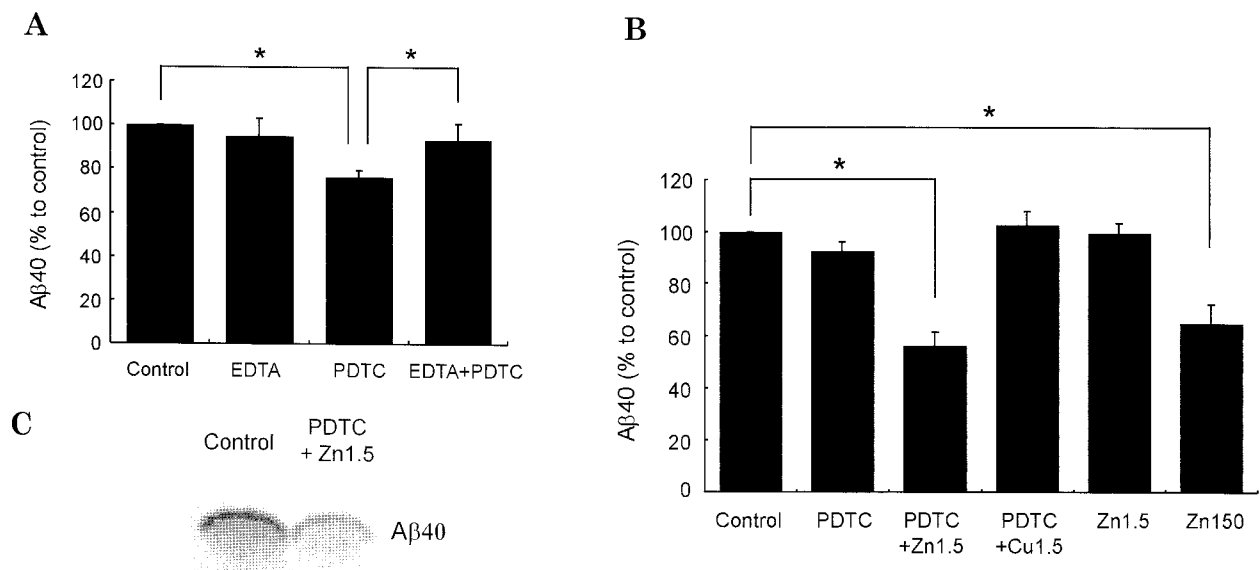 A
*
*
Aβ40 (% to control)
120
100
80
60
40
20
0
Control EDTA PDTC EDTA+PDTC
B
*
*
Aβ40 (% to control)
120
100
80
60
40
20
0
Control PDTC PDTC PDTC Zn1.5 Zn150
+Zn1.5 +Cu1.5
C
Control PDTC
+ Zn1.5
Aβ40